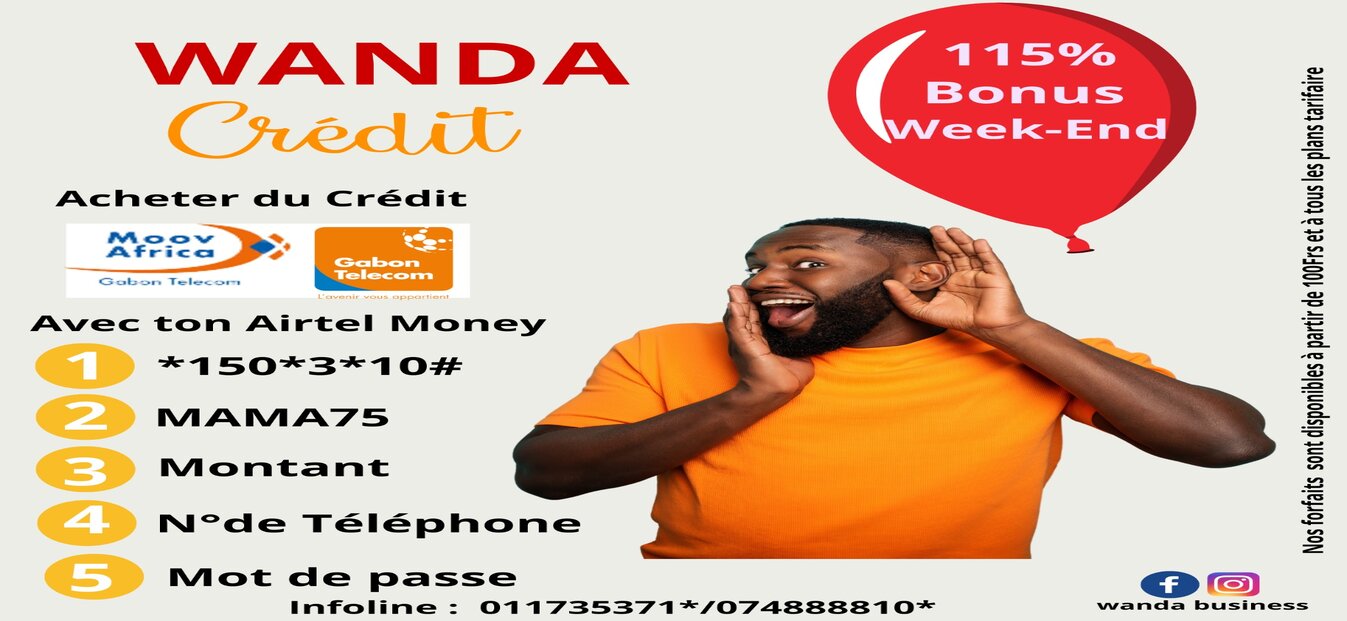 WANDA
Crédit
115%
Bonus
Week-End
Acheter du Crédit
Moov
Africa
Gabon Telecom
Gabon
Telecom
L'avenir vous appartient
Avec ton Airtel Money
1 *150*3*10#
2 MAMA75
3 Montant
4 N°de Téléphone
5 Mot de passe
Infoline : 011735371*/074888810*
Nos forfaits sont disponibles à partir de 100Frs et à tous les plans tarifaire
wanda business